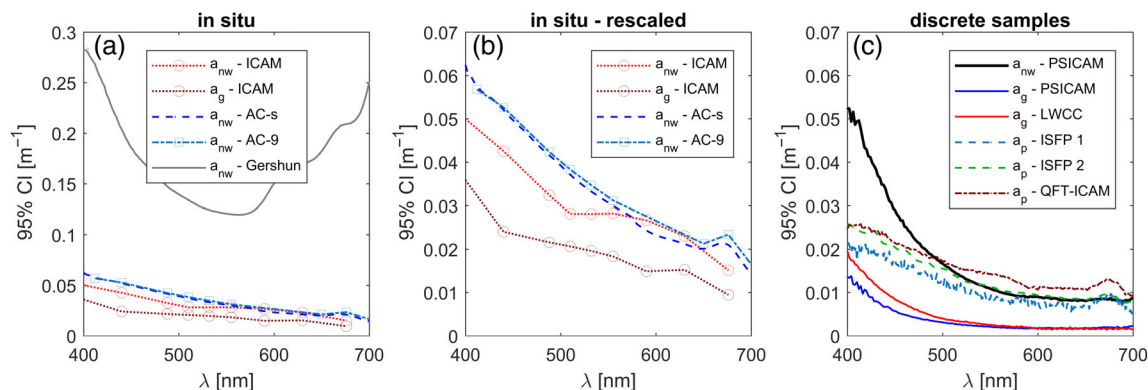 in situ
in situ - rescaled
discrete samples
(a)
(b)
(c)
95% CI [m⁻¹]
0.3
0.25
0.2
0.15
0.1
0.05
0
a_nw - ICAM
a_g - ICAM
a_nw - AC-s
a_nw - AC-9
a_nw - Gershun
400 500 600 700
λ [nm]
95% CI [m⁻¹]
0.07
0.06
0.05
0.04
0.03
0.02
0.01
0
a_nw - ICAM
a_g - ICAM
a_nw - AC-s
a_nw - AC-9
400 500 600 700
λ [nm]
95% CI [m⁻¹]
0.07
0.06
0.05
0.04
0.03
0.02
0.01
0
a_nw - PSICAM
a_g - PSICAM
a_g - LWCC
a_p - ISFP 1
a_p - ISFP 2
a_p - QFT-ICAM
400 500 600 700
λ [nm]